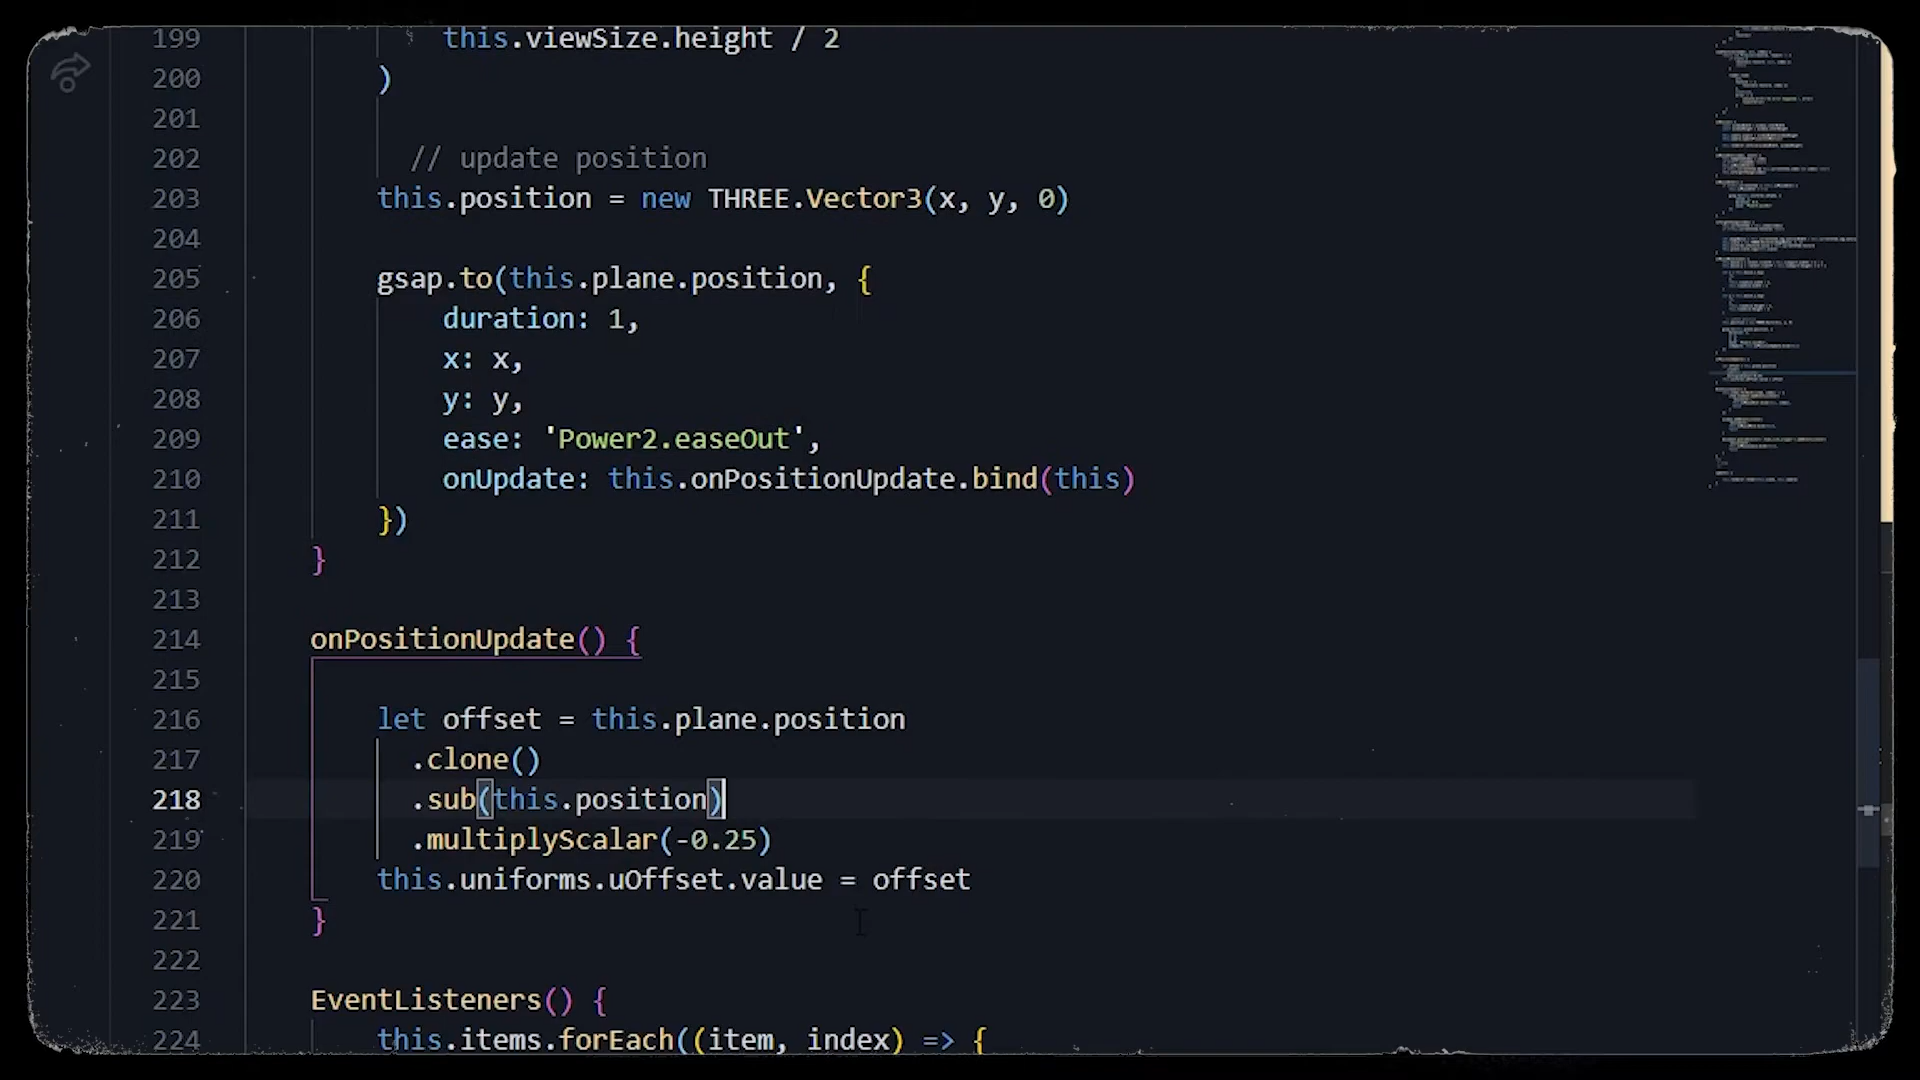 199 this.viewSize.height / 2
200 )
201
202 // update position
203 this.position = new THREE.Vector3(x, y, 0)
204
205 gsap.to(this.plane.position, {
206 duration: 1,
207 x: x,
208 y: y,
209 ease: 'Power2.easeOut',
210 onUpdate: this.onPositionUpdate.bind(this)
211 })
212 }
213
214 onPositionUpdate() {
215
216 let offset = this.plane.position
217 .clone()
218 .sub(this.position)
219 .multiplyScalar(-0.25)
220 this.uniforms.uOffset.value = offset
221 }
222
223 EventListeners() {
224 this.items.forEach((item, index) => {